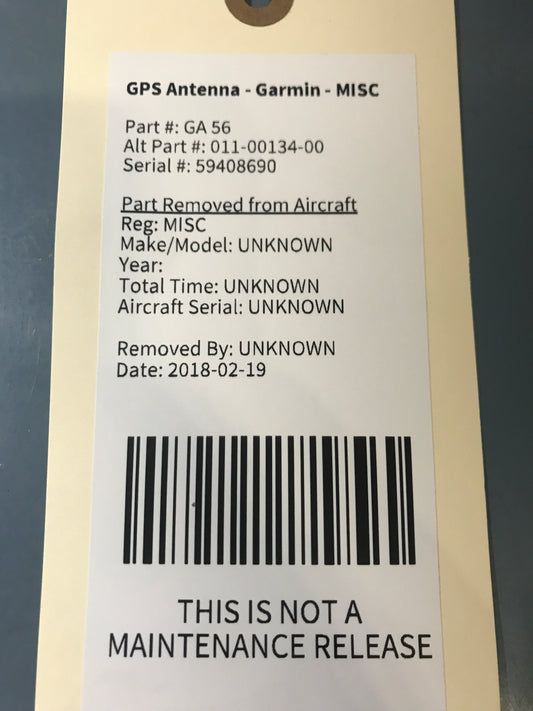 GPS Antenna - Garmin - MISC
Part #: GA 56
Alt Part #: 011-00134-00
Serial #: 59408690
Part Removed from Aircraft
Reg: MISC
Make/Model: UNKNOWN
Year:
Total Time: UNKNOWN
Aircraft Serial: UNKNOWN
Removed By: UNKNOWN
Date: 2018-02-19
THIS IS NOT A
MAINTENANCE RELEASE